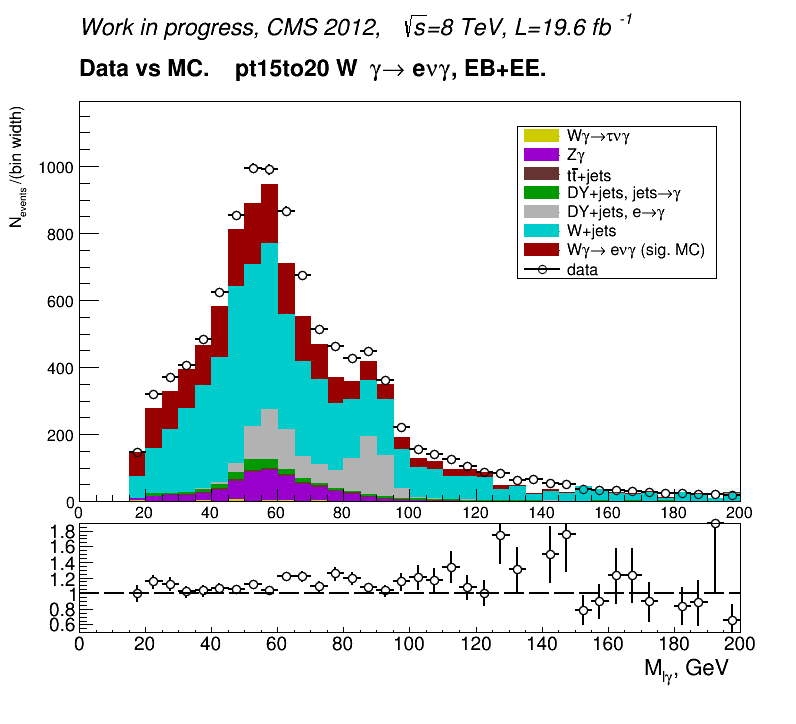 Work in progress, CMS 2012, √s=8 TeV, L=19.6 fb -1
Data vs MC. pt15to20 W γ→ eνγ, EB+EE.
N events /(bin width)
1000
800
600
400
200
0
Wγ→τνγ
Zγ
tt̄+jets
DY+jets, jets→γ
DY+jets, e→γ
W+jets
Wγ→ eνγ (sig. MC)
data
0 20 40 60 80 100 120 140 160 180 200
1.8
1.6
1.4
1.2
1
0.8
0.6
0 20 40 60 80 100 120 140 160 180 200
M lγ, GeV